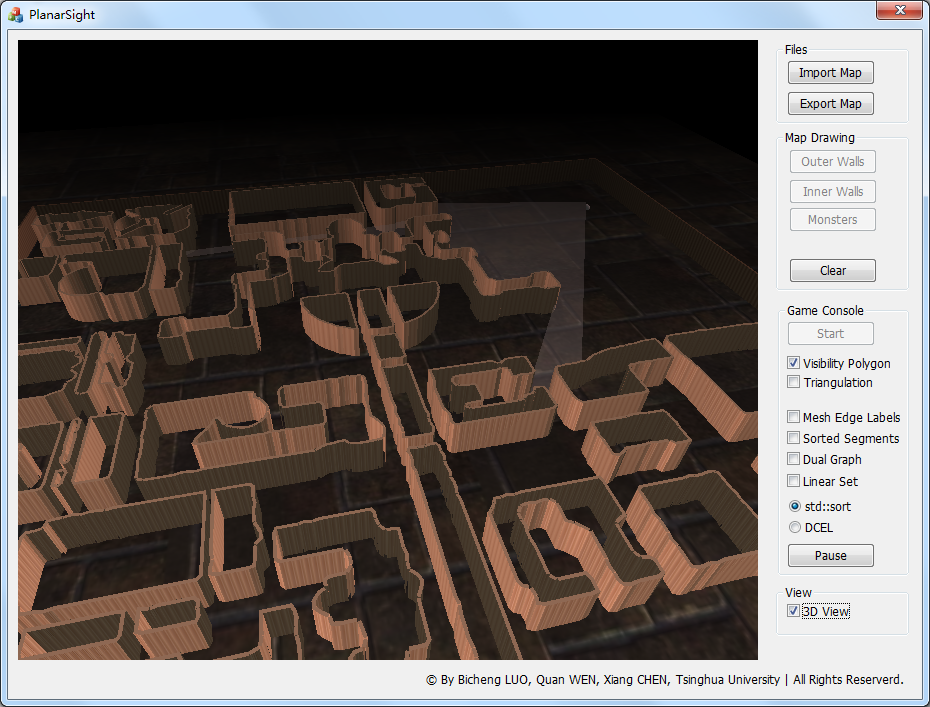 PlanarSight
Files
Import Map
Export Map
Map Drawing
Outer Walls
Inner Walls
Monsters
Clear
Game Console
Start
Visibility Polygon
Triangulation
Mesh Edge Labels
Sorted Segments
Dual Graph
Linear Set
std::sort
DCEL
Pause
View
3D View
© By Bicheng LUO, Quan WEN, Xiang CHEN, Tsinghua University | All Rights Reserverd.